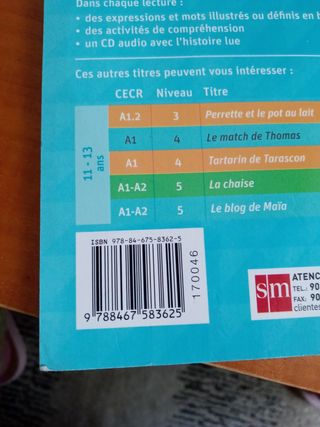 Dans chaque lecture :
• des expressions et mots illustrés ou définis en
• des activités de compréhension
• un CD audio avec l'histoire lue
Ces autres titres peuvent vous intéresser :
CECR Niveau Titre
11 - 13 ans
A1.2 3 Perrette et le pot au lait
A1 4 Le match de Thomas
A1 4 Tartarin de Tarascon
A1-A2 5 La chaise
A1-A2 5 Le blog de Maïa
ISBN 978-84-675-8362-5
9 788467 583625
170046
sm
TEL.: 90
FAX: 90